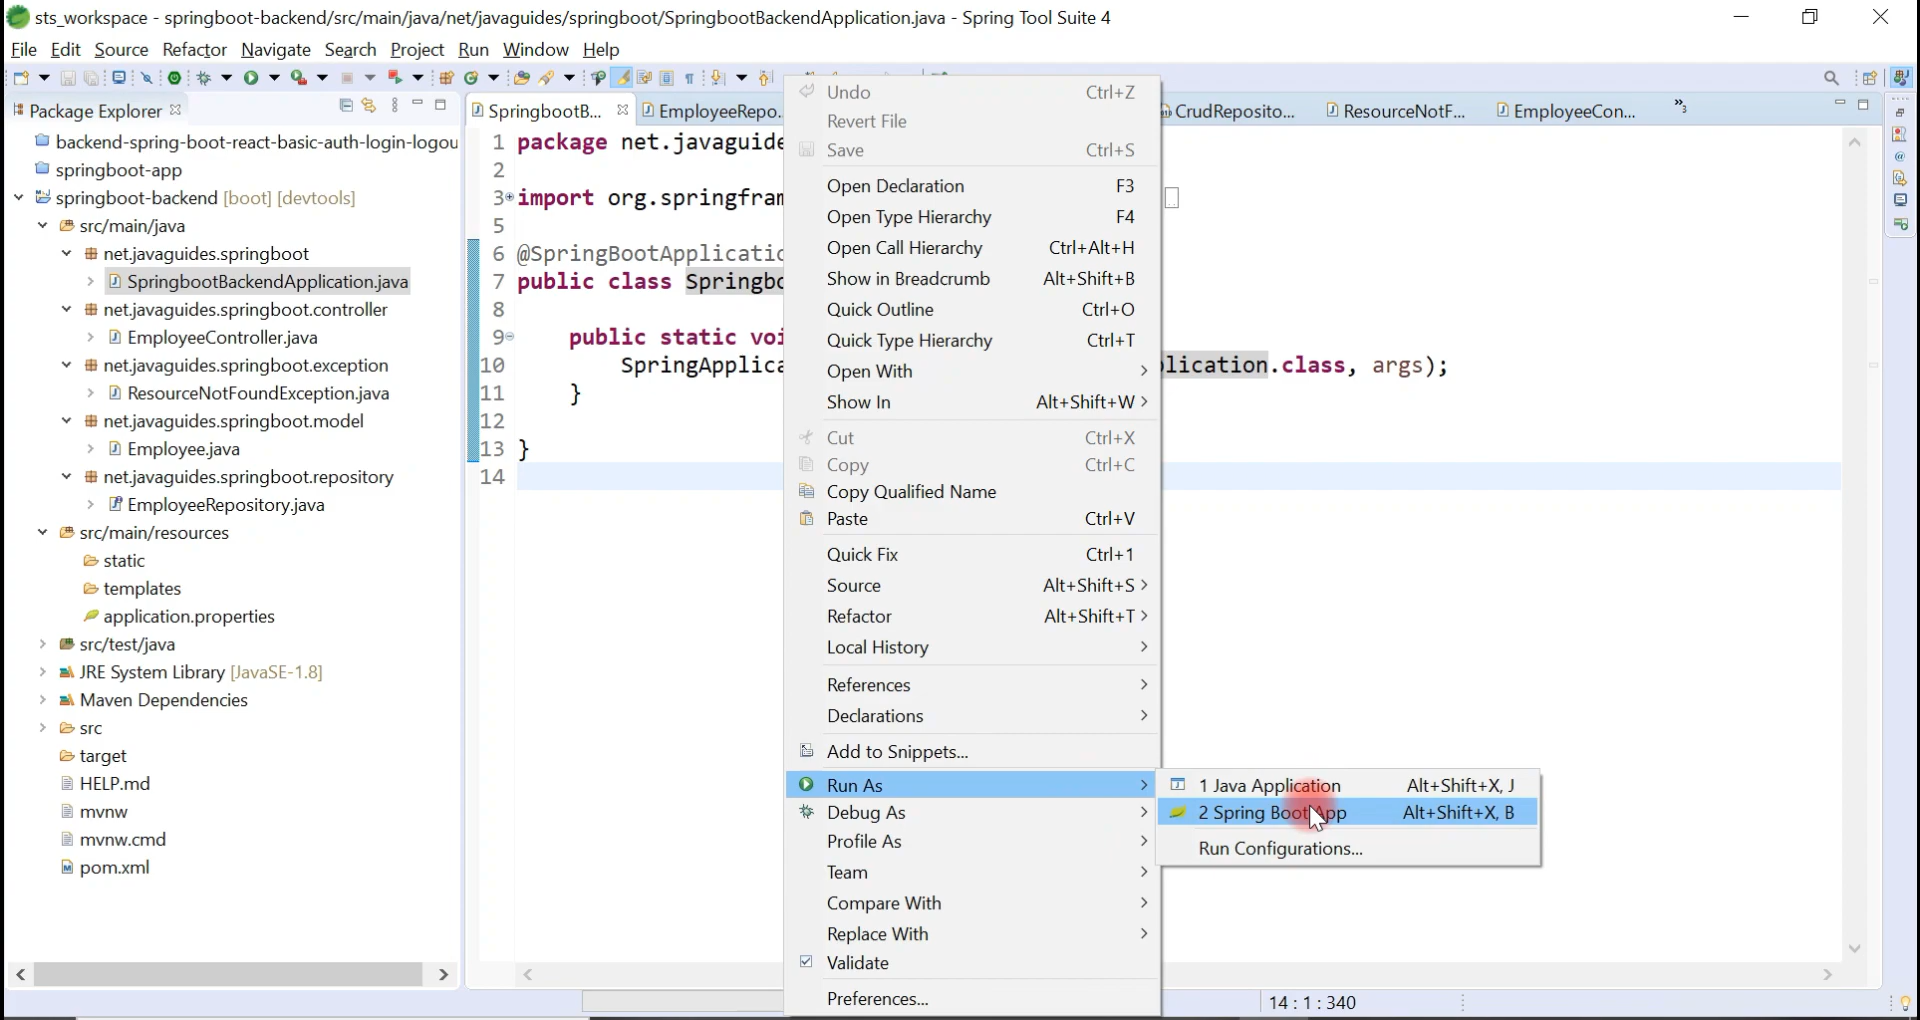 sts_workspace - springboot-backend/src/main/java/net/javaguides/springboot/SpringbootBackendApplication.java - Spring Tool Suite 4
File Edit Source Refactor Navigate Search Project Run Window Help
Package Explorer
backend-spring-boot-react-basic-auth-login-logou
springboot-app
springboot-backend [boot] [devtools]
src/main/java
net.javaguides.springboot
SpringbootBackendApplication.java
net.javaguides.springboot.controller
EmployeeController.java
net.javaguides.springboot.exception
ResourceNotFoundException.java
net.javaguides.springboot.model
Employee.java
net.javaguides.springboot.repository
EmployeeRepository.java
src/main/resources
static
templates
application.properties
src/test/java
JRE System Library [JavaSE-1.8]
Maven Dependencies
src
target
HELP.md
mvnw
mvnw.cmd
pom.xml
SpringbootB... EmployeeRepo. CrudReposito... ResourceNotF... EmployeeCon... »3
1 package net.javaguide
2
3 import org.springfram
5
6 @SpringBootApplicatio
7 public class Springbo
8
9 public static voi
10 SpringApplica plication.class, args);
11 }
12
13 }
14
Undo Ctrl+Z
Revert File
Save Ctrl+S
Open Declaration F3
Open Type Hierarchy F4
Open Call Hierarchy Ctrl+Alt+H
Show in Breadcrumb Alt+Shift+B
Quick Outline Ctrl+O
Quick Type Hierarchy Ctrl+T
Open With
Show In Alt+Shift+W
Cut Ctrl+X
Copy Ctrl+C
Copy Qualified Name
Paste Ctrl+V
Quick Fix Ctrl+1
Source Alt+Shift+S
Refactor Alt+Shift+T
Local History
References
Declarations
Add to Snippets...
Run As
Debug As
Profile As
Team
Compare With
Replace With
Validate
Preferences...
1 Java Application Alt+Shift+X, J
2 Spring Boot App Alt+Shift+X, B
Run Configurations...
14 : 1 : 340